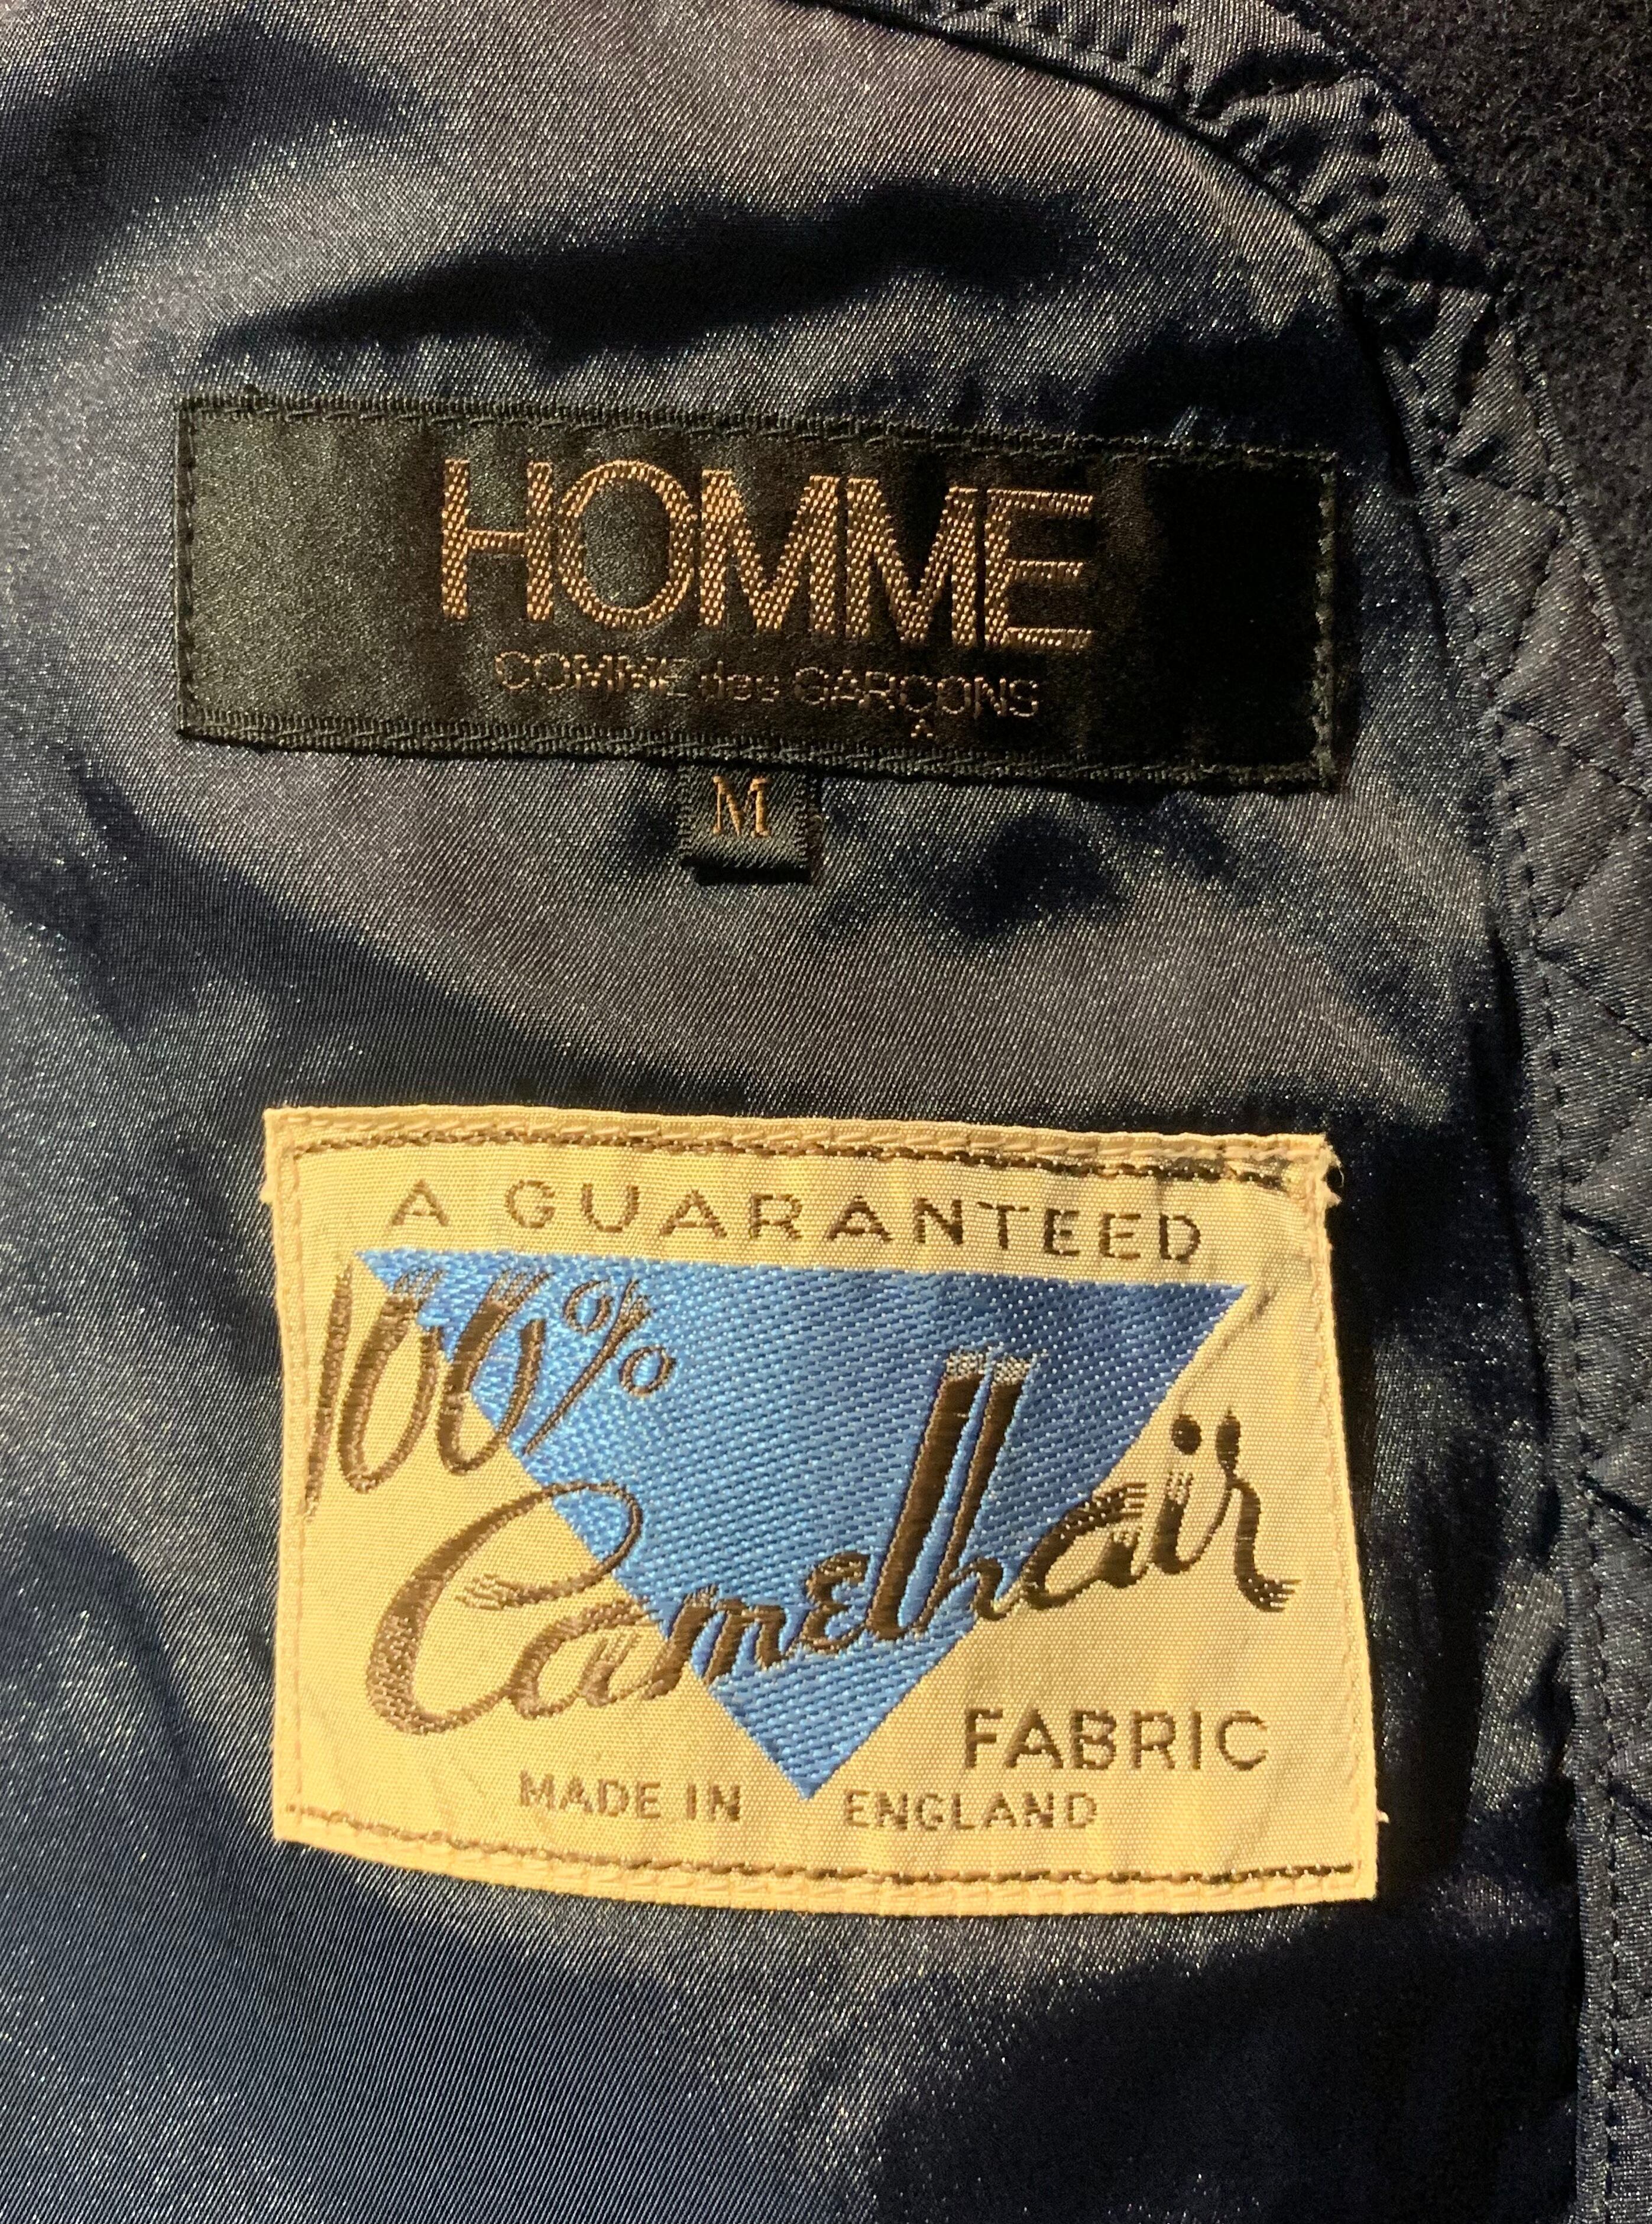 HOMME
COMME des GARÇONS
M
A GUARANTEED
100%
Camelhair
FABRIC
MADE IN ENGLAND